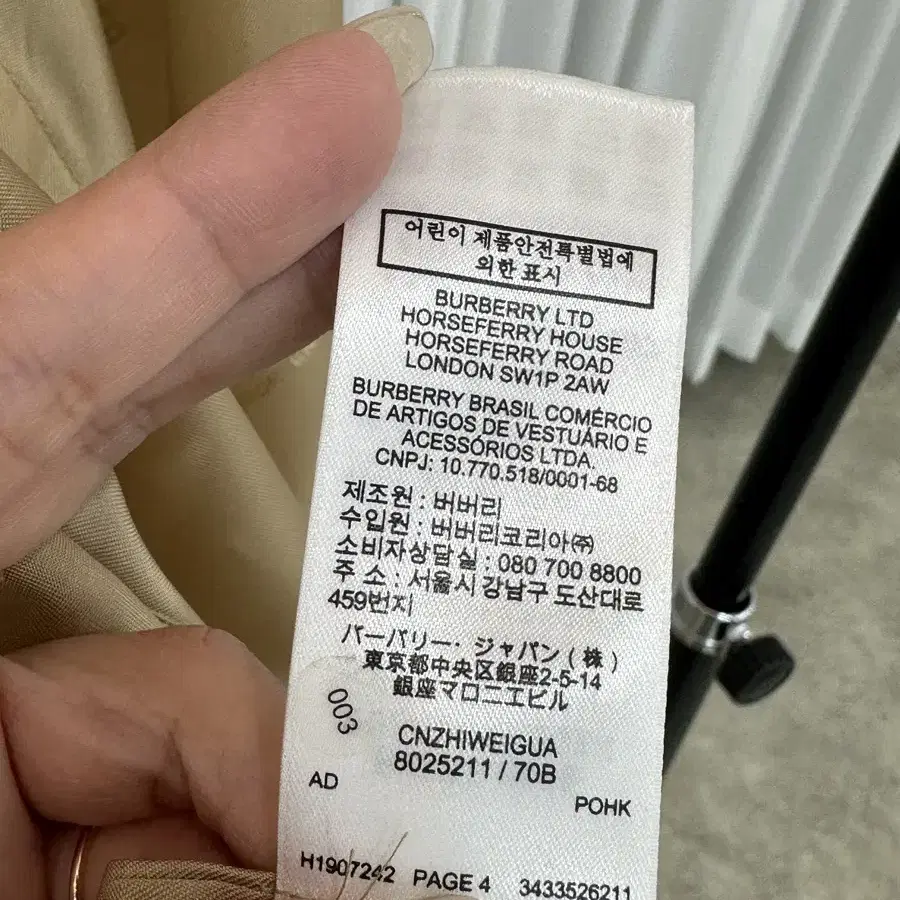 어린이 제품안전특별법에
의한 표시
BURBERRY LTD
HORSEFERRY HOUSE
HORSEFERRY ROAD
LONDON SW1P 2AW
BURBERRY BRASIL COMÉRCIO
DE ARTIGOS DE VESTUÁRIO E
ACESSÓRIOS LTDA.
CNPJ: 10.770.518/0001-68
제조원 : 버버리
수입원 : 버버리코리아㈜
소비자상담실 : 080 700 8800
주 소 : 서울시 강남구 도산대로
459번지
バーバリー・ジャパン(株)
東京都中央区銀座2-5-14
銀座マロニエビル
003
CNZHIWEIGUA
8025211 / 70B
AD
POHK
H1907242 PAGE 4 3433526211